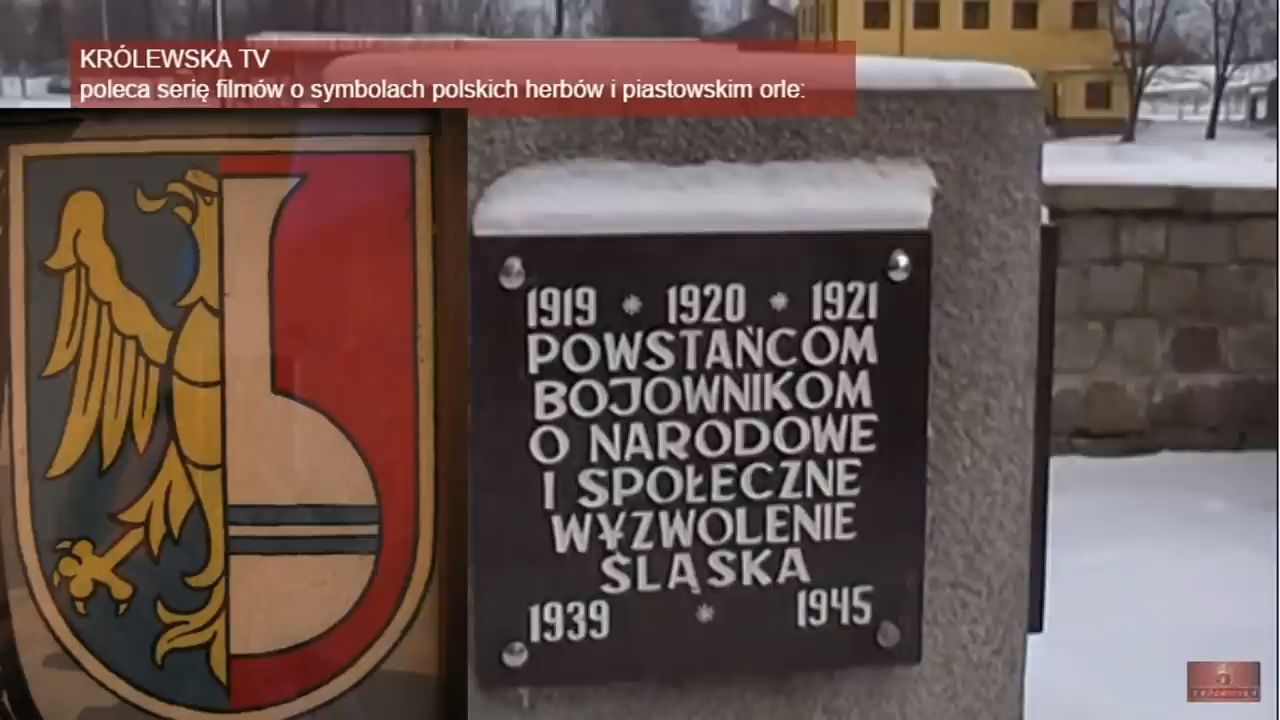 KRÓLEWSKA TV
poleca serię filmów o symbolach polskich herbów i piastowskim orle:
1919 * 1920 * 1921
POWSTAŃCOM
BOJOWNIKOM
O NARODOWE
I SPOŁECZNE
WYZWOLENIE
ŚLĄSKA
1939 * 1945